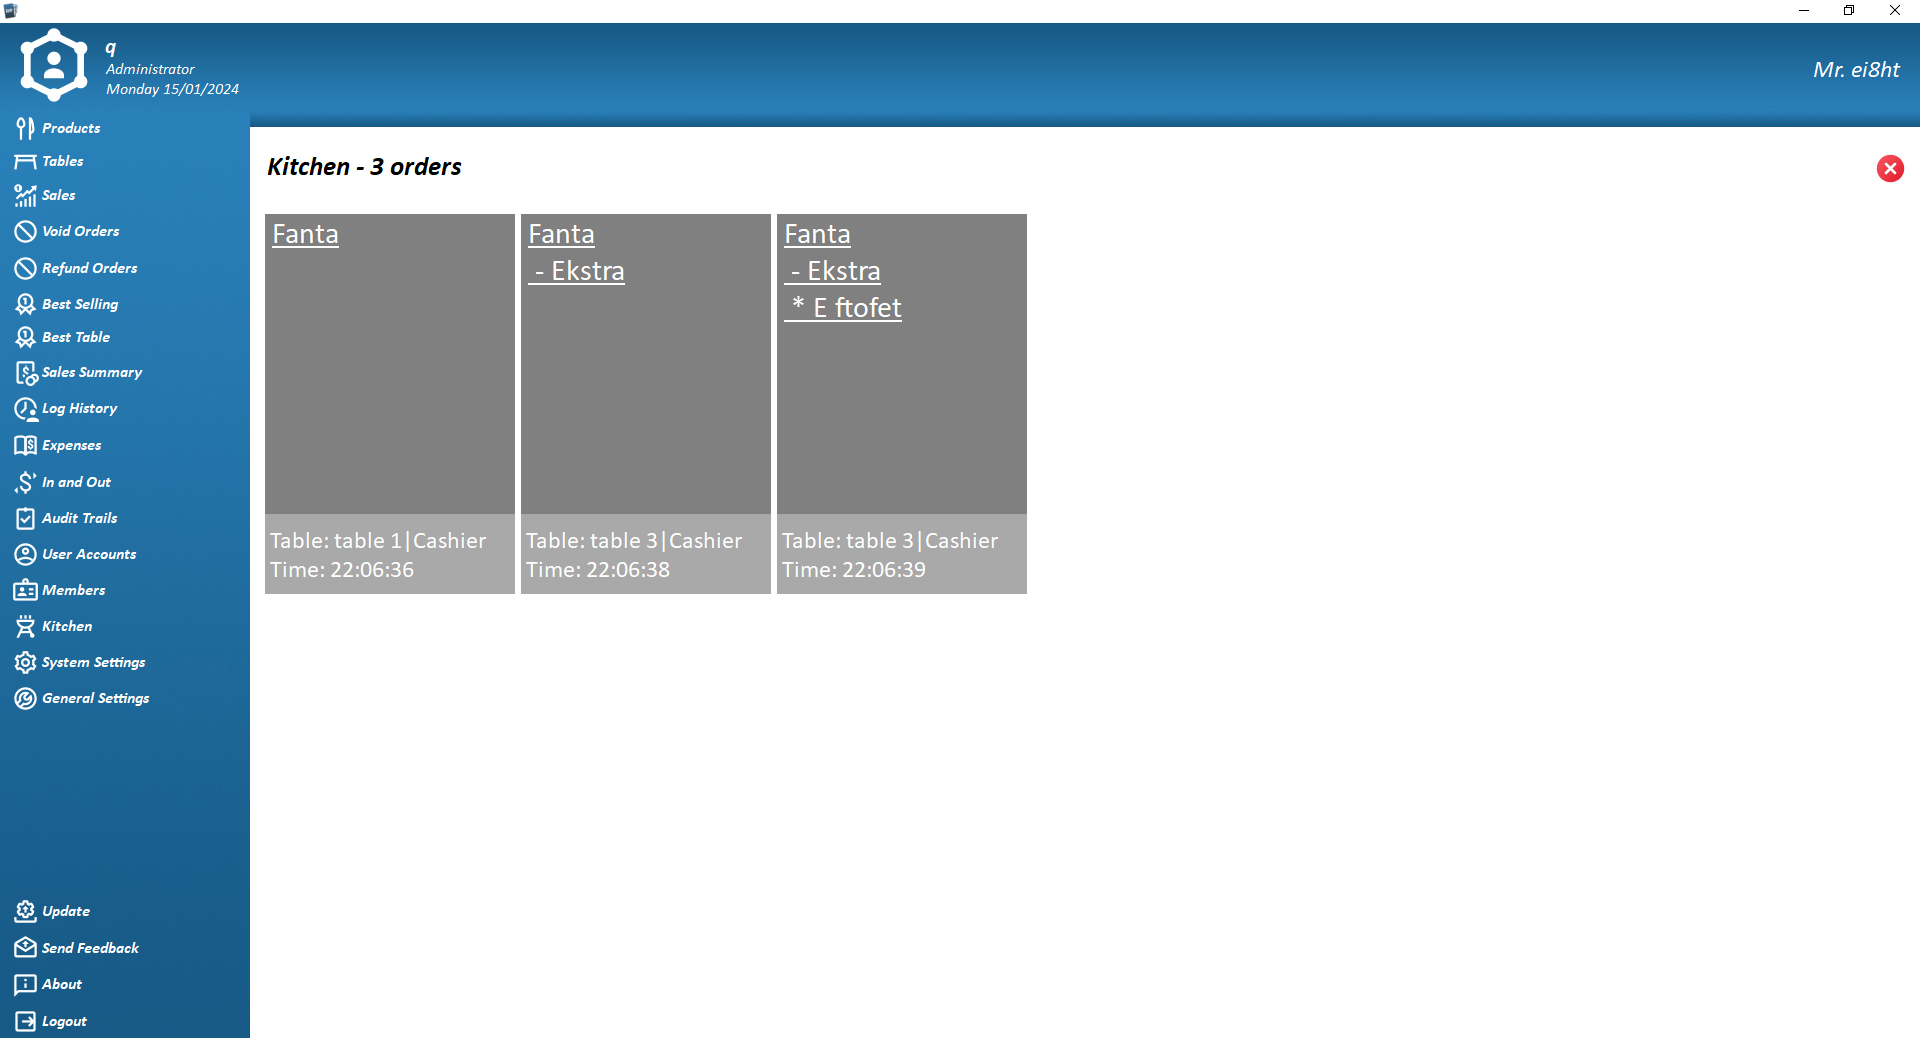 q
Administrator
Monday 15/01/2024
Mr. ei8ht
Products
Tables
Sales
Void Orders
Refund Orders
Best Selling
Best Table
Sales Summary
Log History
Expenses
In and Out
Audit Trails
User Accounts
Members
Kitchen
System Settings
General Settings
Update
Send Feedback
About
Logout
Kitchen - 3 orders
Fanta
Table: table 1|Cashier
Time: 22:06:36
Fanta
- Ekstra
Table: table 3|Cashier
Time: 22:06:38
Fanta
- Ekstra
* E ftofet
Table: table 3|Cashier
Time: 22:06:39